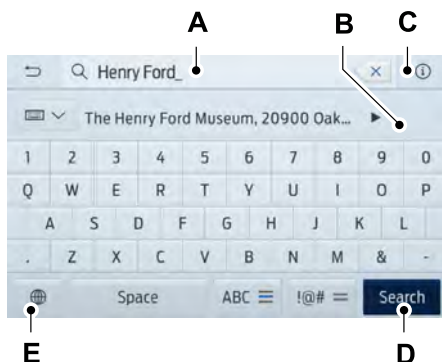 A
B
C
Henry Ford_
The Henry Ford Museum, 20900 Oak...
1 2 3 4 5 6 7 8 9 0
Q W E R T Y U I O P
A S D F G H J K L
. Z X C V B N M & -
Space ABC !@# Search
E
D